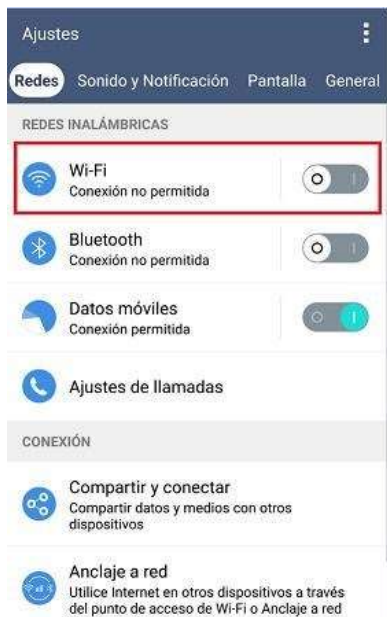 Ajustes
Redes Sonido y Notificación Pantalla General
REDES INALÁMBRICAS
Wi-Fi
Conexión no permitida
Bluetooth
Conexión no permitida
Datos móviles
Conexión permitida
Ajustes de llamadas
CONEXIÓN
Compartir y conectar
Compartir datos y medios con otros
dispositivos
Anclaje a red
Utilice Internet en otros dispositivos a través
del punto de acceso de Wi-Fi o Anclaje a red